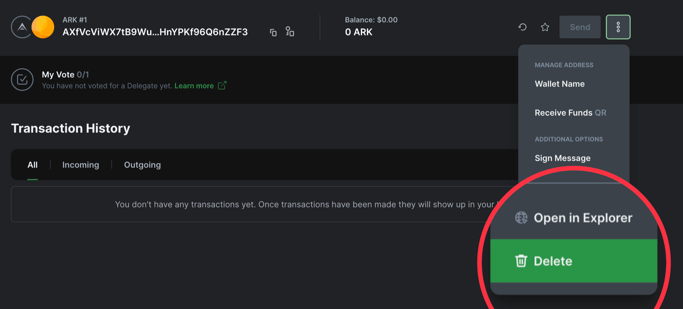 ARK #1
AXfVcViWX7tB9Wu...HnYPKf96Q6nZZF3
Balance: $0.00
0 ARK
Send
My Vote 0/1
You have not voted for a Delegate yet. Learn more
MANAGE ADDRESS
Wallet Name
Receive Funds QR
ADDITIONAL OPTIONS
Sign Message
Transaction History
All
Incoming
Outgoing
You don't have any transactions yet. Once transactions have been made they will show up in your
Open in Explorer
Delete